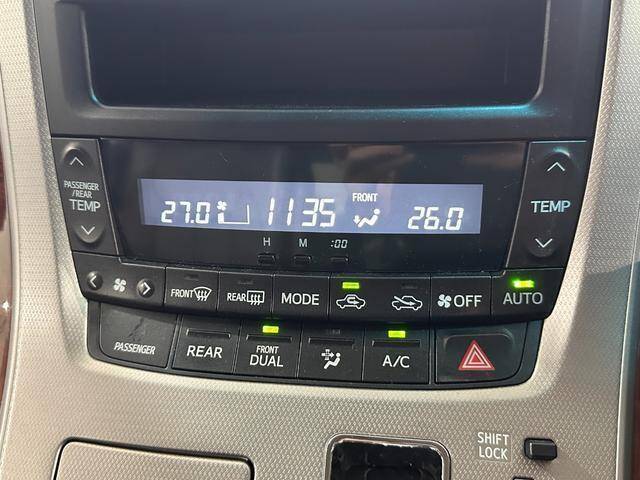 PASSENGER
/REAR
TEMP
27.0 1135 FRONT 26.0
TEMP
H M :00
FRONT REAR MODE OFF AUTO
PASSENGER REAR FRONT DUAL A/C
SHIFT
LOCK